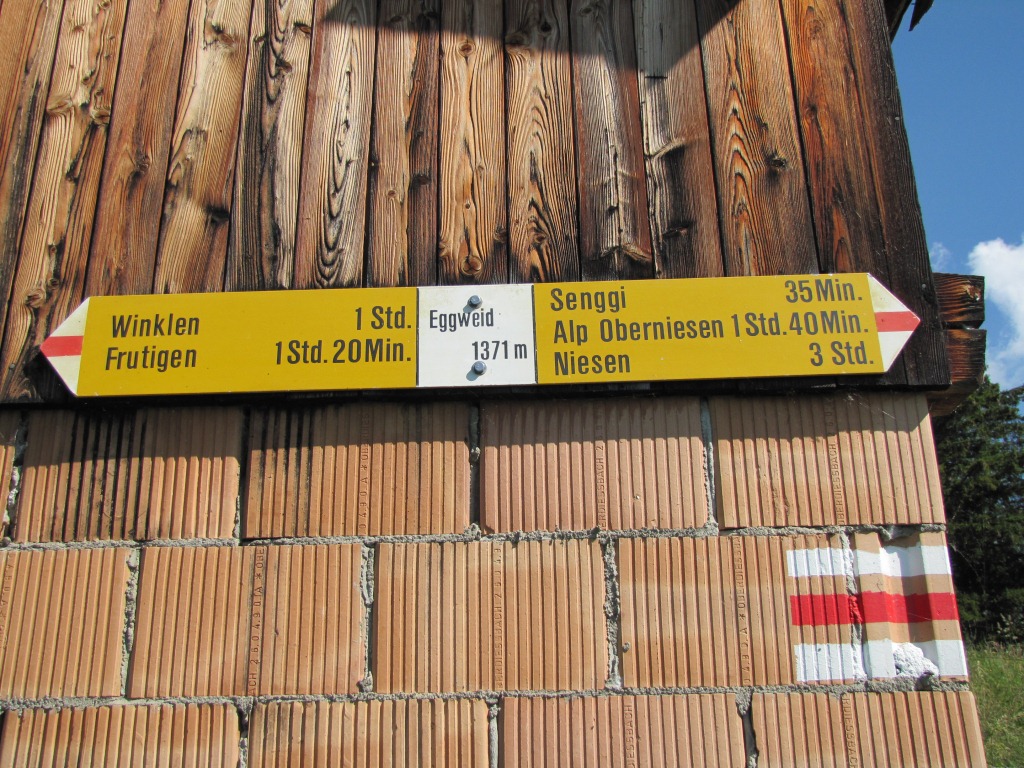 Winklen 1 Std.
Frutigen 1 Std. 20 Min.
Eggweid
1371 m
Senggi 35 Min.
Alp Oberniesen 1 Std. 40 Min.
Niesen 3 Std.